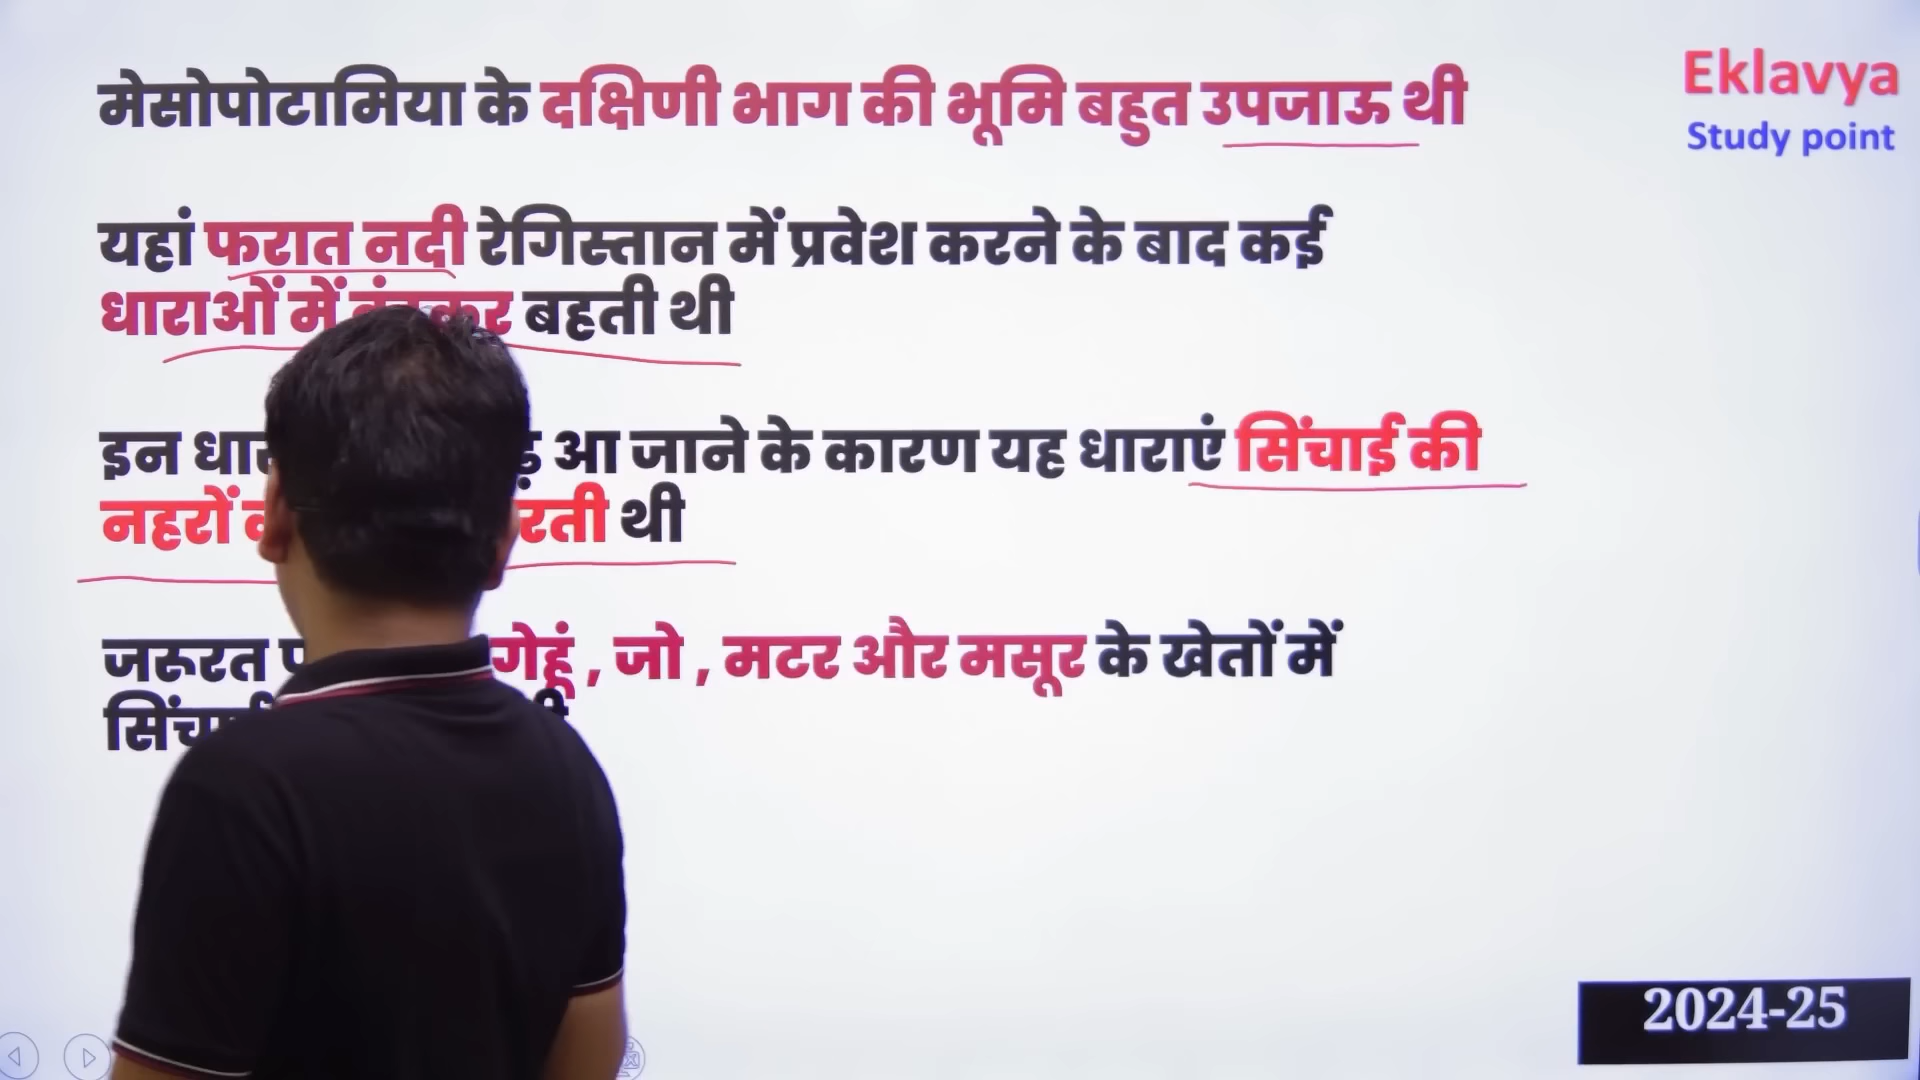 मेसोपोटामिया के दक्षिणी भाग की भूमि बहुत उपजाऊ थी
Eklavya
Study point
यहां फरात नदी रेगिस्तान में प्रवेश करने के बाद कई
धाराओं में बहती थी
इन आ जाने के कारण यह धाराएं सिंचाई की
नहरों थी
जरूरत गेहूं , जो , मटर और मसूर के खेतों में
2024-25